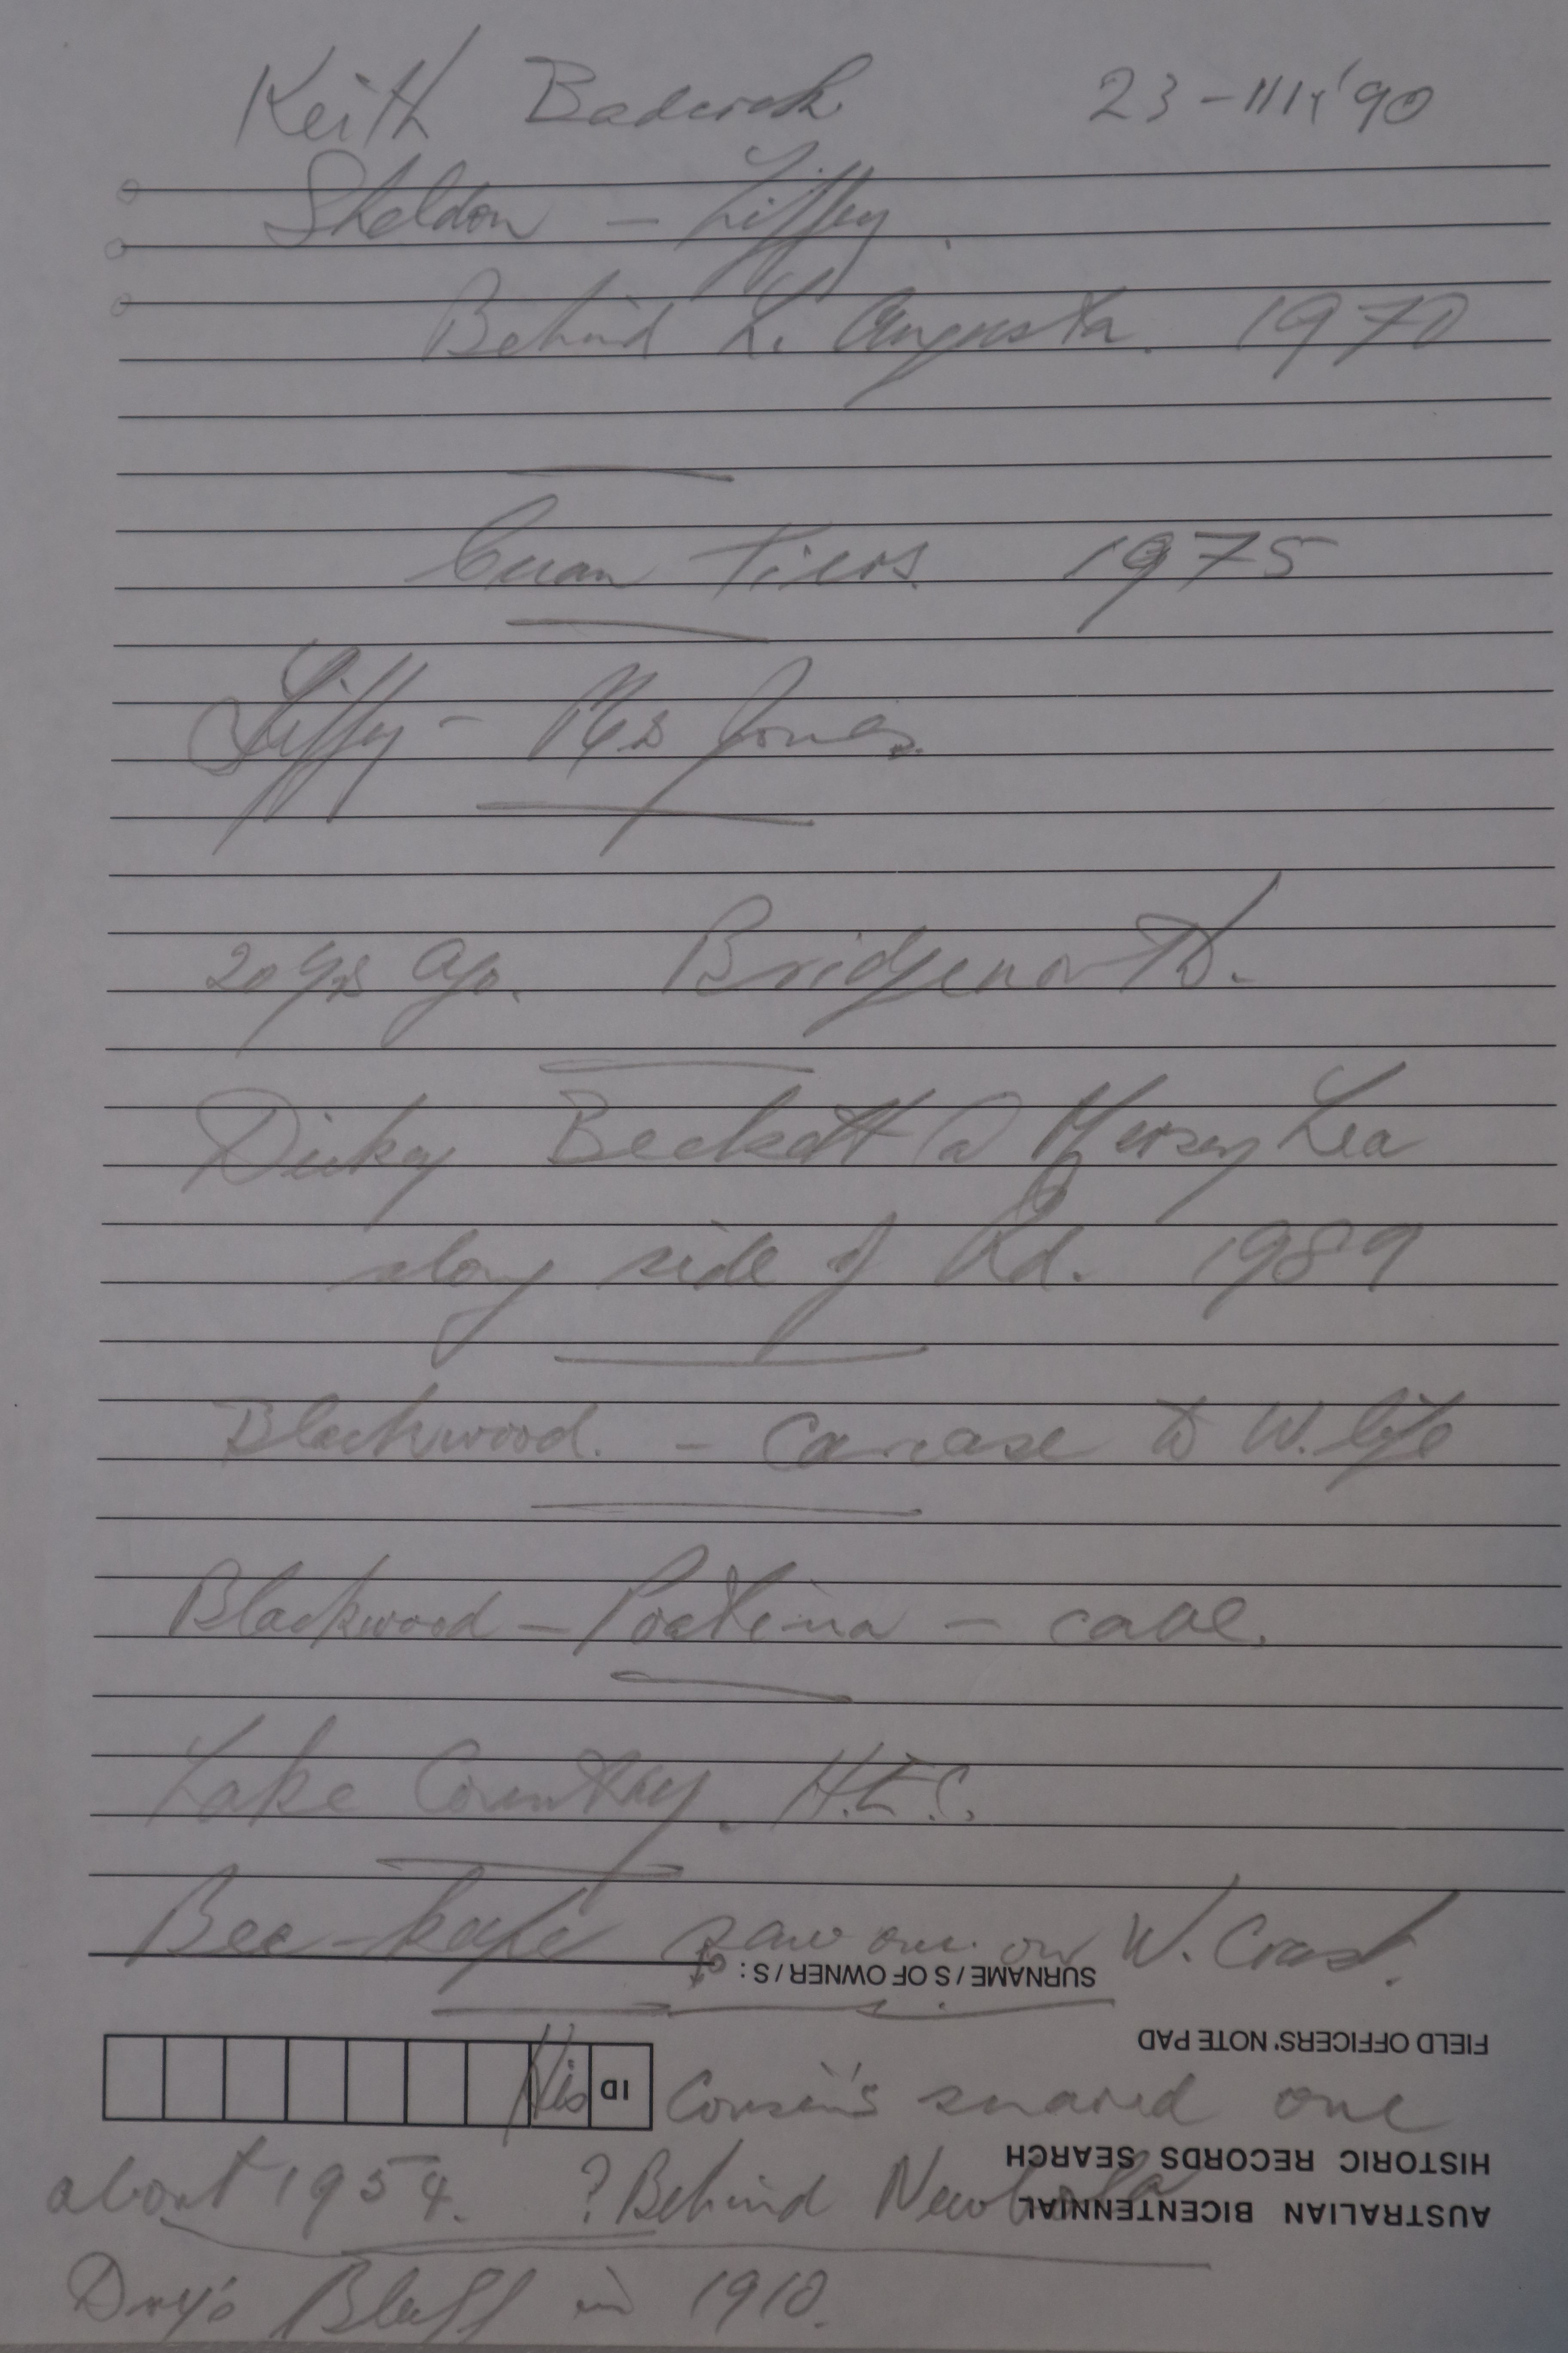 Keith Badcock 23-III-'90
Sheldon - Liffey.
Behind L. Augusta. 1970
Tiers 1975
Liffey - Mrs Jones.
20 yrs ago. Bridgenorth.
Dicky Beckett @ Mersey Lea
along side of Rd. 1989
Blackwood. - Carcase to W. life
Blackwood - Poatina - cave.
Lake Country. H.E.C.
Bee-keeper saw one on W. Coast.
SURNAME/S OF OWNER/S:
FIELD OFFICERS' NOTE PAD
ID
His Cousin's snared one
HISTORIC RECORDS SEARCH
about 1954. ? Behind
AUSTRALIAN BICENTENNIAL
Dry's Bluff in 1910.